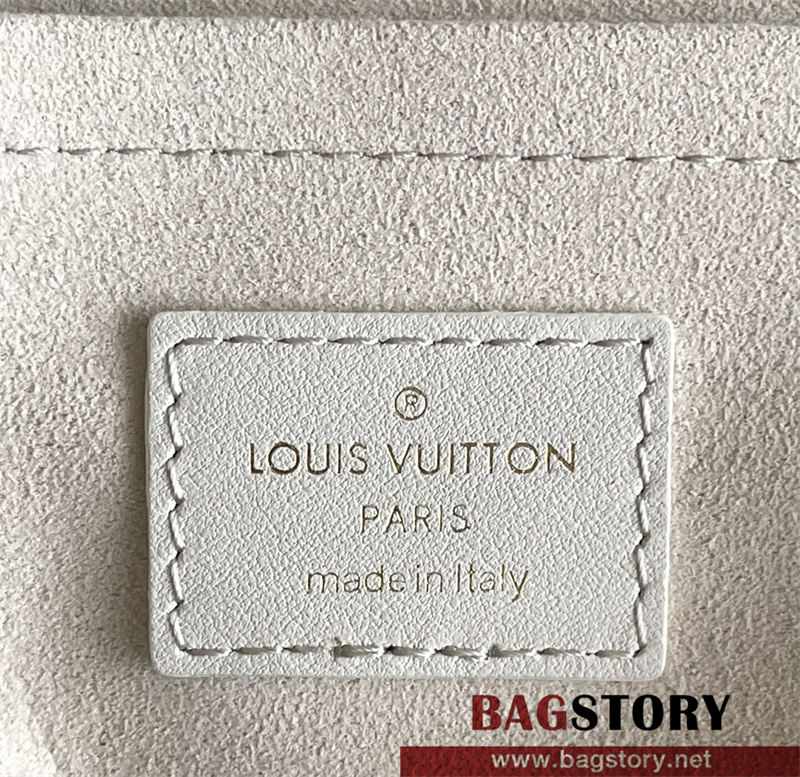 ®
LOUIS VUITTON
PARIS
made in Italy
BAGSTORY
www.bagstory.net